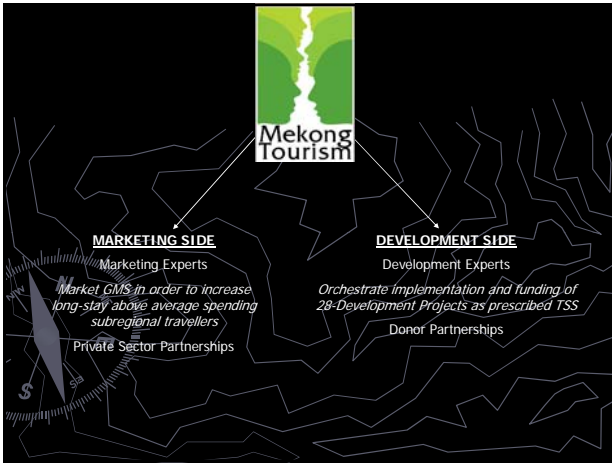 Mekong
Tourism
MARKETING SIDE
Marketing Experts
Market GMS in order to increase
long-stay above average spending
subregional travellers
Private Sector Partnerships
DEVELOPMENT SIDE
Development Experts
Orchestrate implementation and funding of
28-Development Projects as prescribed TSS
Donor Partnerships
N
NW
E
SE
S